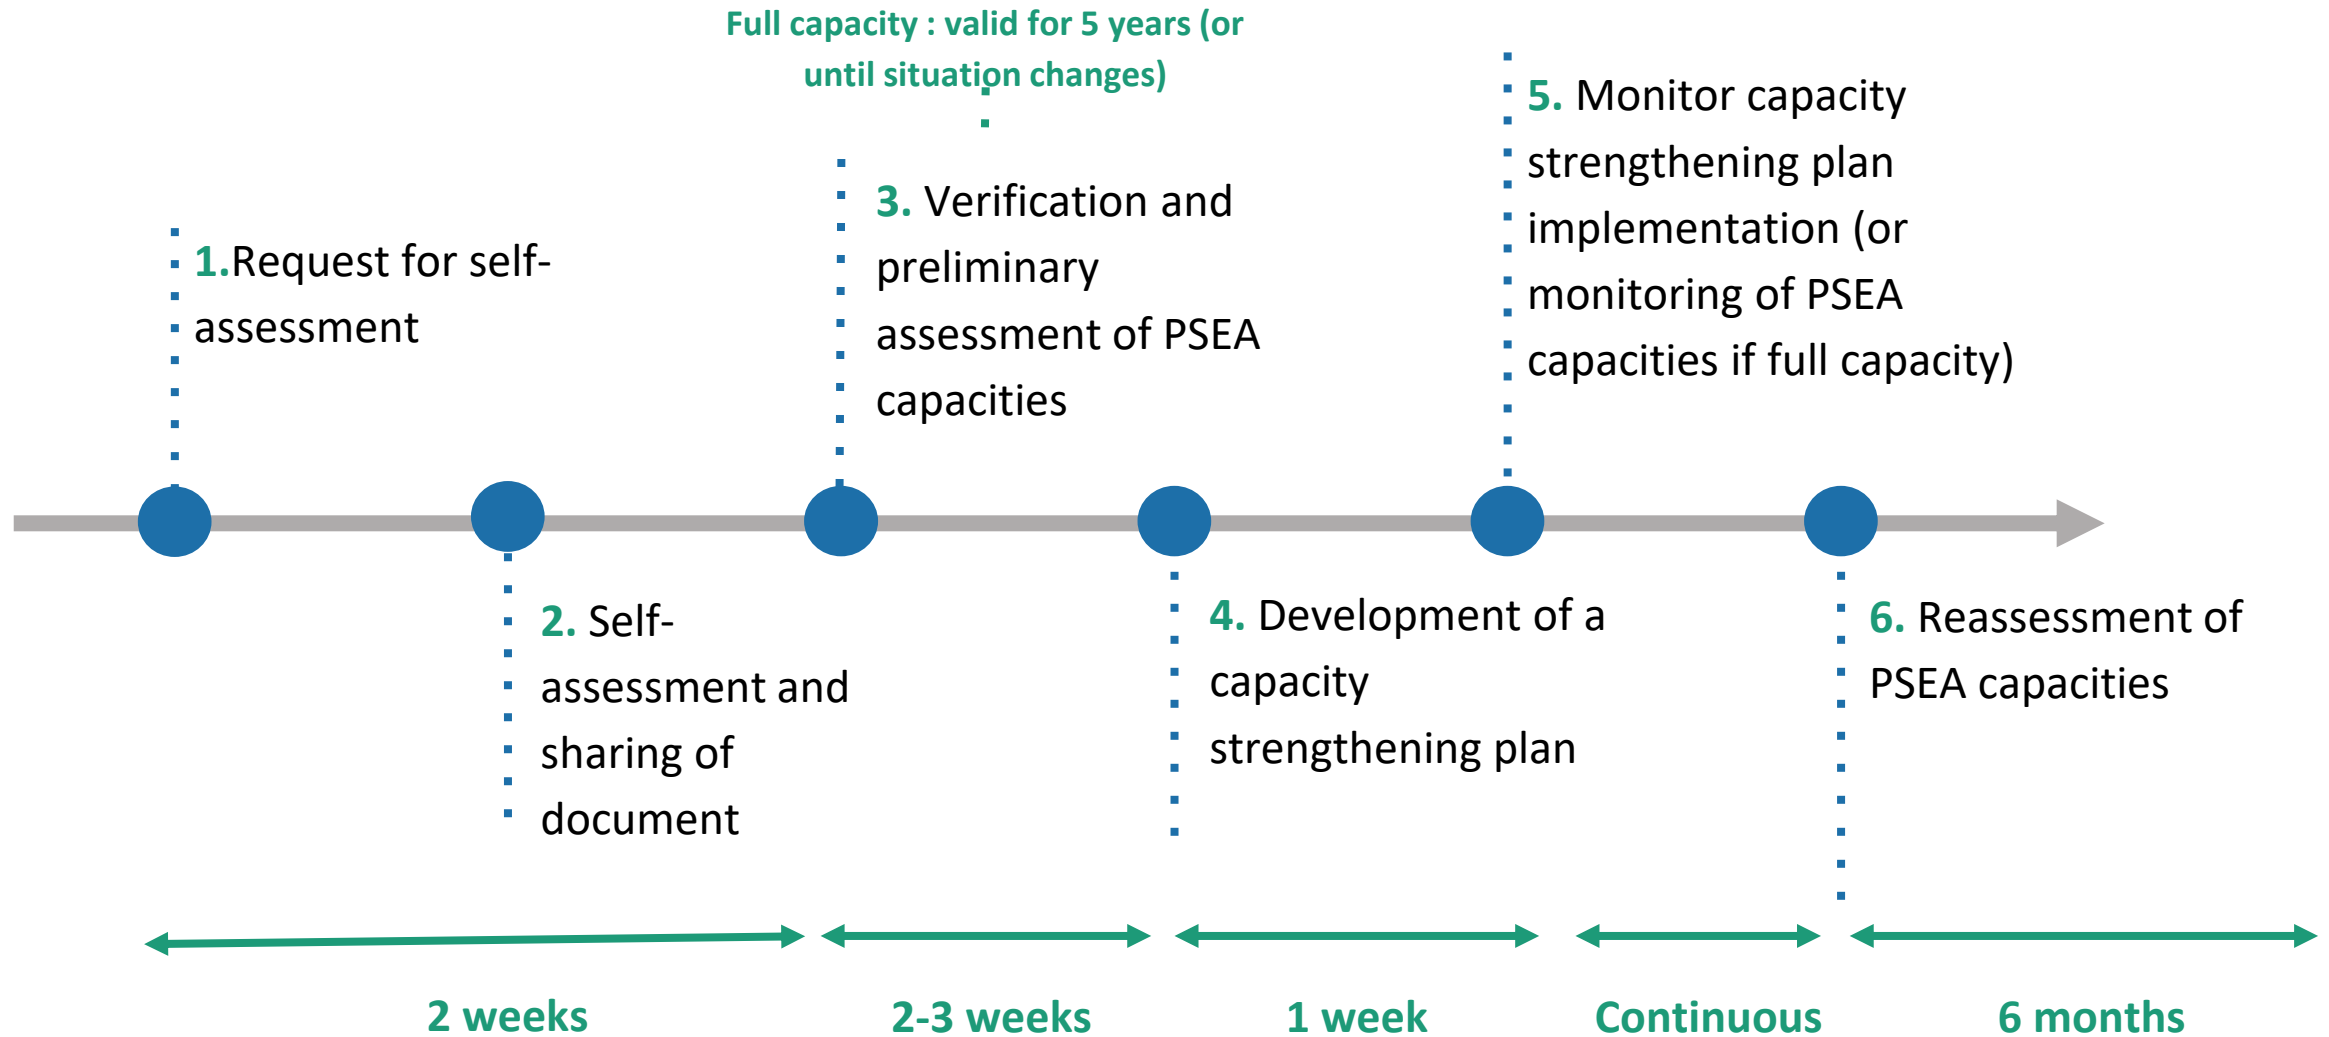 Full capacity : valid for 5 years (or
until situation changes)
1.Request for self-
assessment
2. Self-
assessment and
sharing of
document
3. Verification and
preliminary
assessment of PSEA
capacities
4. Development of a
capacity
strengthening plan
5. Monitor capacity
strengthening plan
implementation (or
monitoring of PSEA
capacities if full capacity)
6. Reassessment of
PSEA capacities
2 weeks
2-3 weeks
1 week
Continuous
6 months